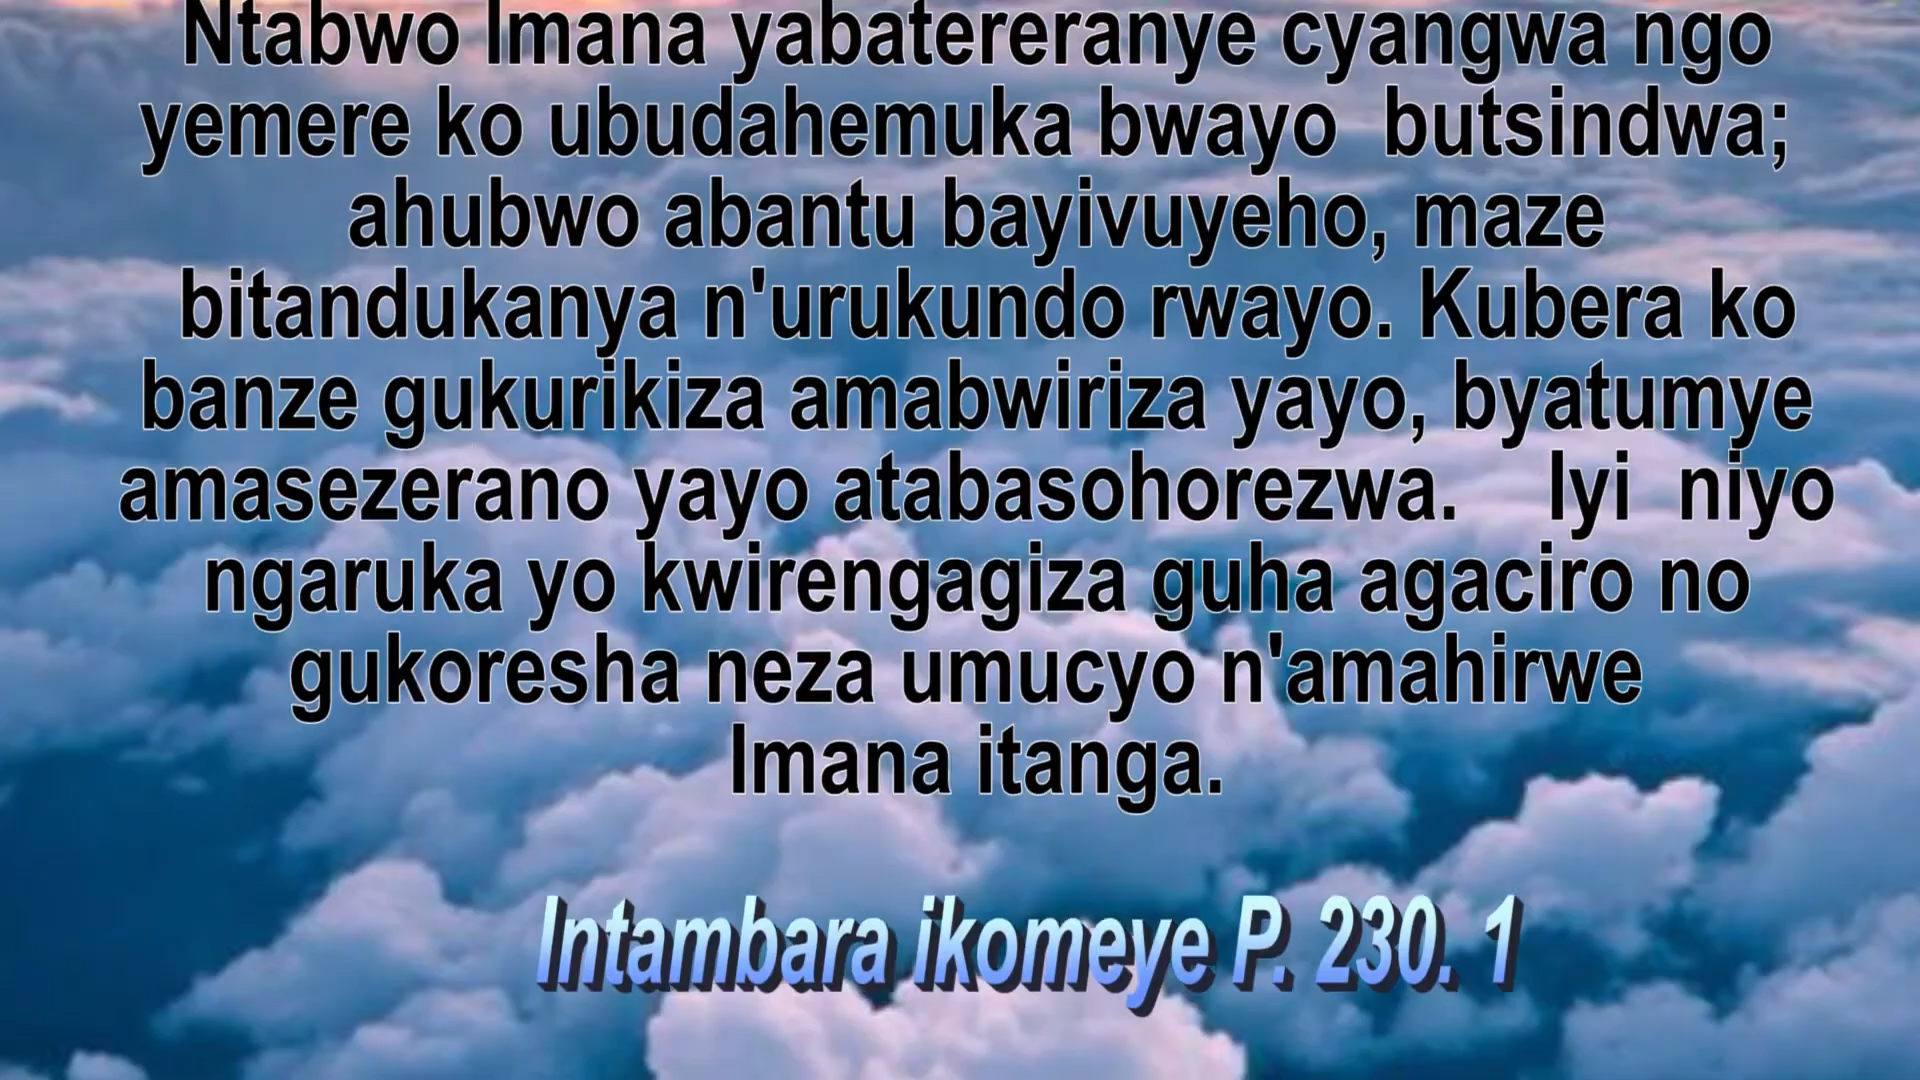 Ntabwo Imana yabatereranye cyangwa ngo
yemere ko ubudahemuka bwayo butsindwa;
ahubwo abantu bayivuyeho, maze
bitandukanya n'urukundo rwayo. Kubera ko
banze gukurikiza amabwiriza yayo, byatumye
amasezerano yayo atabasohorezwa. Iyi niyo
ngaruka yo kwirengagiza guha agaciro no
gukoresha neza umucyo n'amahirwe
Imana itanga.
Intambara ikomeye P. 230. 1